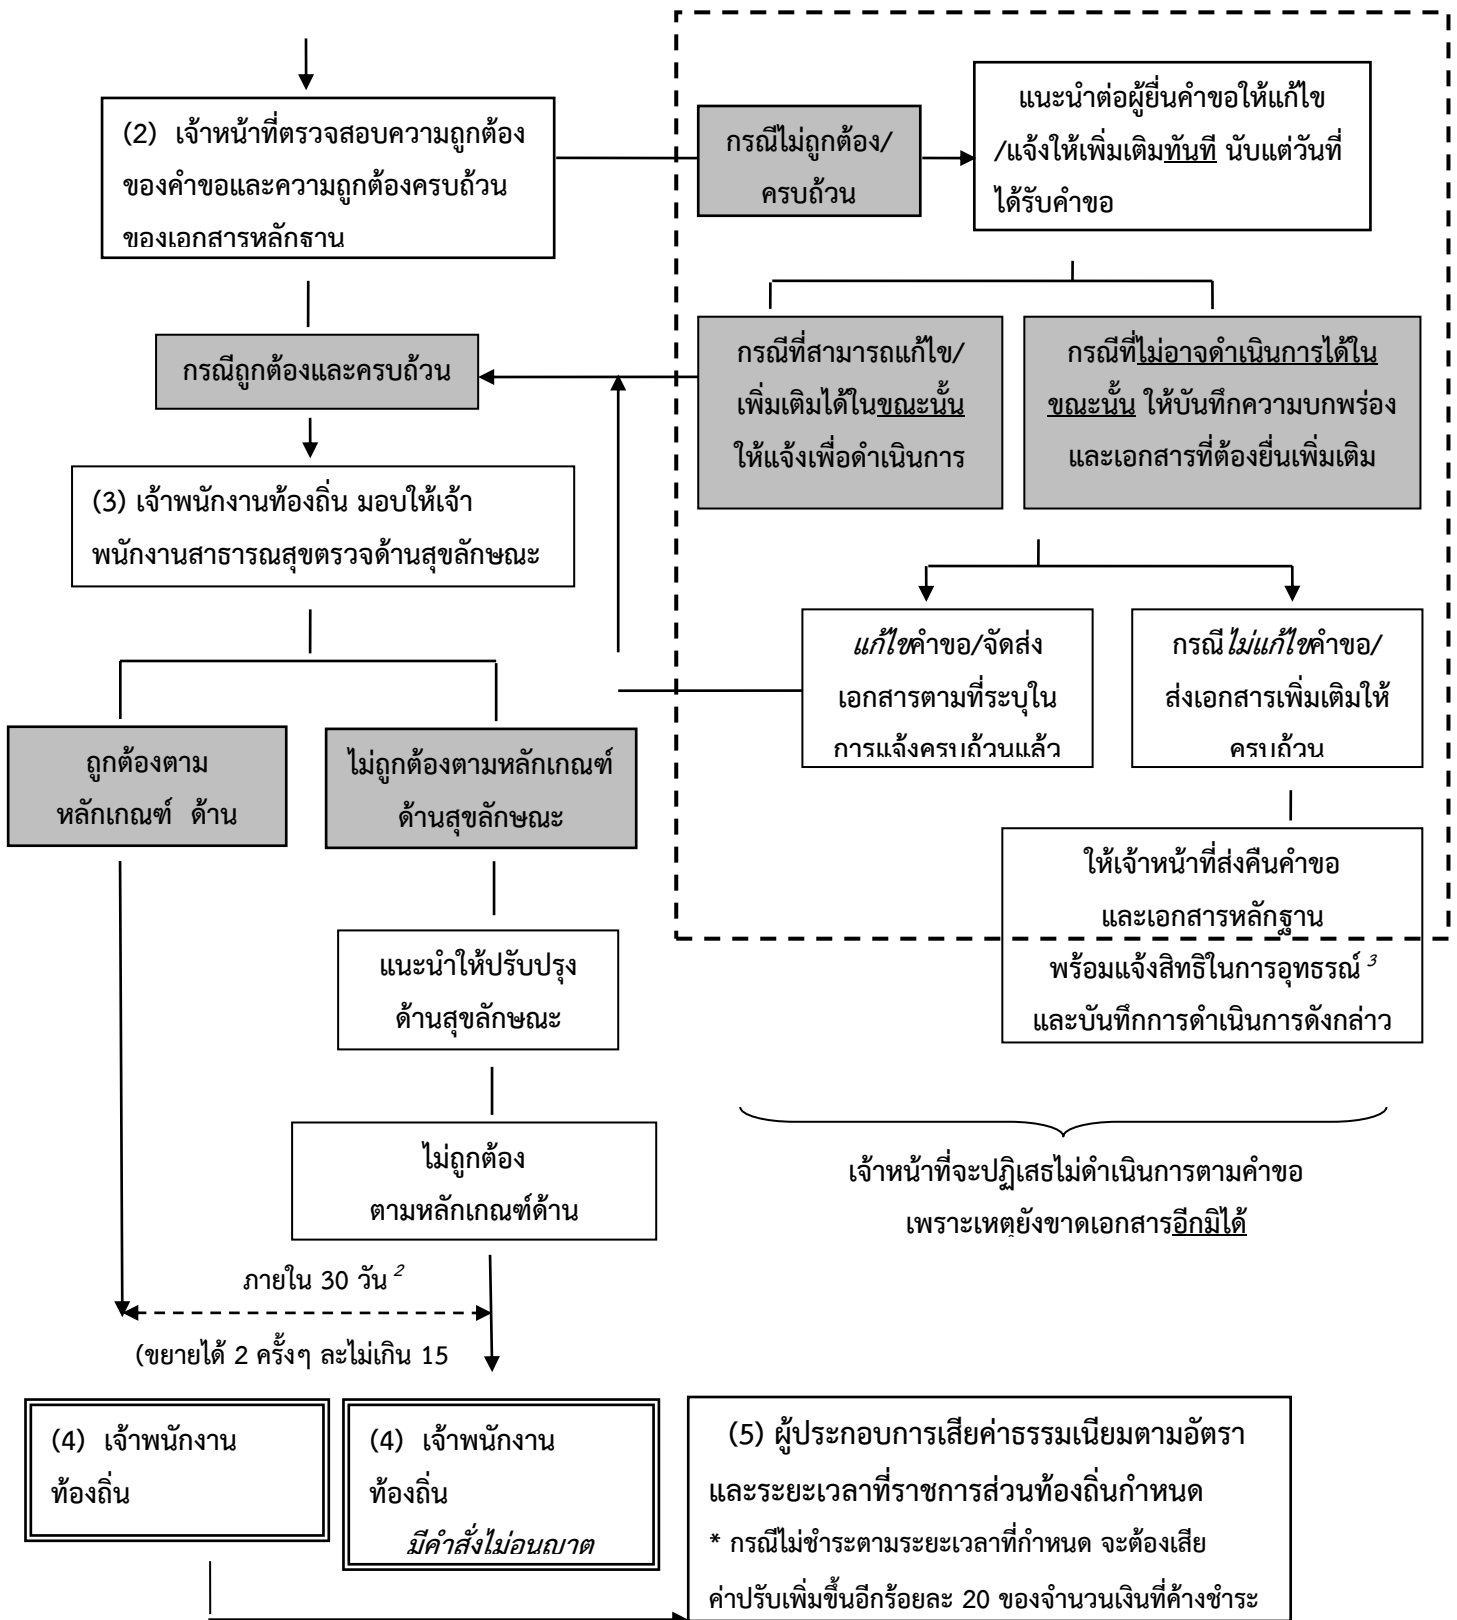 (2) เจ้าหน้าที่ตรวจสอบความถูกต้อง
ของคำขอและความถูกต้องครบถ้วน
ของเอกสารหลักฐาน
กรณีไม่ถูกต้อง/
ครบถ้วน
แนะนำต่อผู้ยื่นคำขอให้แก้ไข
/แจ้งให้เพิ่มเติมทันที นับแต่วันที่
ได้รับคำขอ
กรณีถูกต้องและครบถ้วน
กรณีที่สามารถแก้ไข/
เพิ่มเติมได้ในขณะนั้น
ให้แจ้งเพื่อดำเนินการ
กรณีที่ไม่อาจดำเนินการได้ใน
ขณะนั้น ให้บันทึกความบกพร่อง
และเอกสารที่ต้องยื่นเพิ่มเติม
(3) เจ้าพนักงานท้องถิ่น มอบให้เจ้า
พนักงานสาธารณสุขตรวจด้านสุขลักษณะ
แก้ไขคำขอ/จัดส่ง
เอกสารตามที่ระบุใน
การแจ้งครบถ้วนแล้ว
กรณีไม่แก้ไขคำขอ/
ส่งเอกสารเพิ่มเติมให้
ครบถ้วน
ถูกต้องตาม
หลักเกณฑ์ ด้าน
ไม่ถูกต้องตามหลักเกณฑ์
ด้านสุขลักษณะ
ให้เจ้าหน้าที่ส่งคืนคำขอ
และเอกสารหลักฐาน
พร้อมแจ้งสิทธิในการอุทธรณ์ 3
และบันทึกการดำเนินการดังกล่าว
แนะนำให้ปรับปรุง
ด้านสุขลักษณะ
ไม่ถูกต้อง
ตามหลักเกณฑ์ด้าน
เจ้าหน้าที่จะปฏิเสธไม่ดำเนินการตามคำขอ
เพราะเหตุยังขาดเอกสารอีกมิได้
ภายใน 30 วัน 2
(ขยายได้ 2 ครั้งๆ ละไม่เกิน 15
(4) เจ้าพนักงาน
ท้องถิ่น
(4) เจ้าพนักงาน
ท้องถิ่น
มีคำสั่งไม่อนุญาต
(5) ผู้ประกอบการเสียค่าธรรมเนียมตามอัตรา
และระยะเวลาที่ราชการส่วนท้องถิ่นกำหนด
* กรณีไม่ชำระตามระยะเวลาที่กำหนด จะต้องเสีย
ค่าปรับเพิ่มขึ้นอีกร้อยละ 20 ของจำนวนเงินที่ค้างชำระ